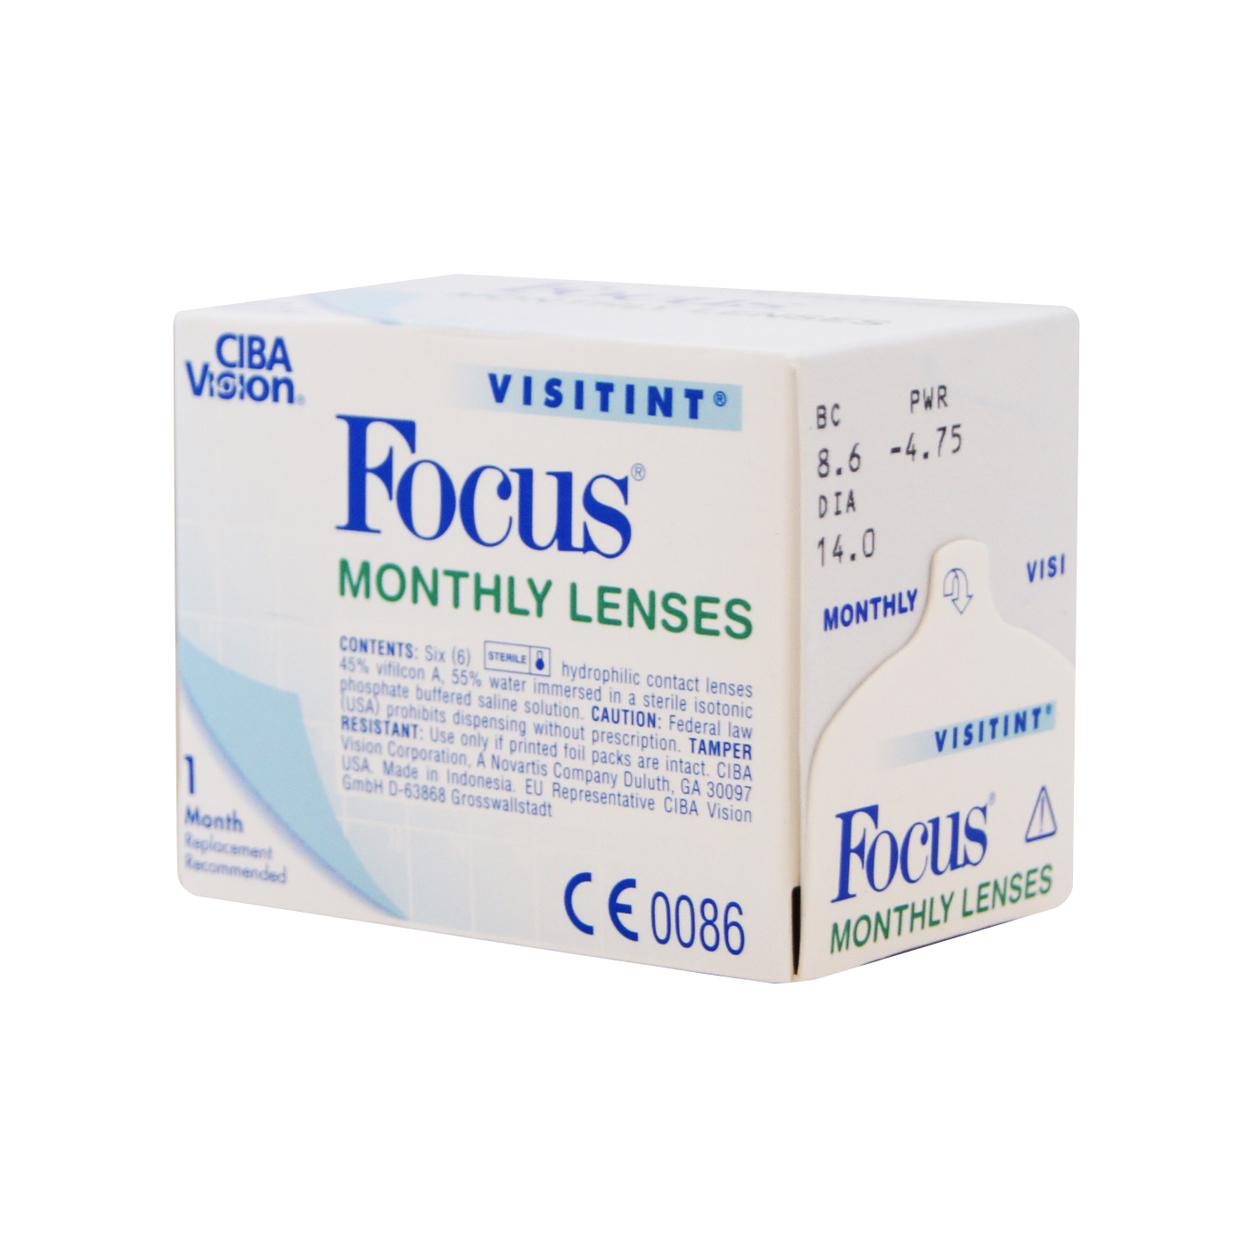 Focus
MONTHLY LENSES
CIBA
Vision®
VISITINT®
Focus®
MONTHLY LENSES
CONTENTS: Six (6) STERILE hydrophilic contact lenses
45% vifilcon A, 55% water immersed in a sterile isotonic
phosphate buffered saline solution. CAUTION: Federal law
(USA) prohibits dispensing without prescription. TAMPER
RESISTANT: Use only if printed foil packs are intact. CIBA
Vision Corporation, A Novartis Company Duluth, GA 30097
USA. Made in Indonesia. EU Representative CIBA Vision
GmbH D-63868 Grosswallstadt
1
Month
Replacement
Recommended
CE 0086
BC PWR
8.6 -4.75
DIA
14.0
MONTHLY VISI
VISITINT®
Focus®
MONTHLY LENSES